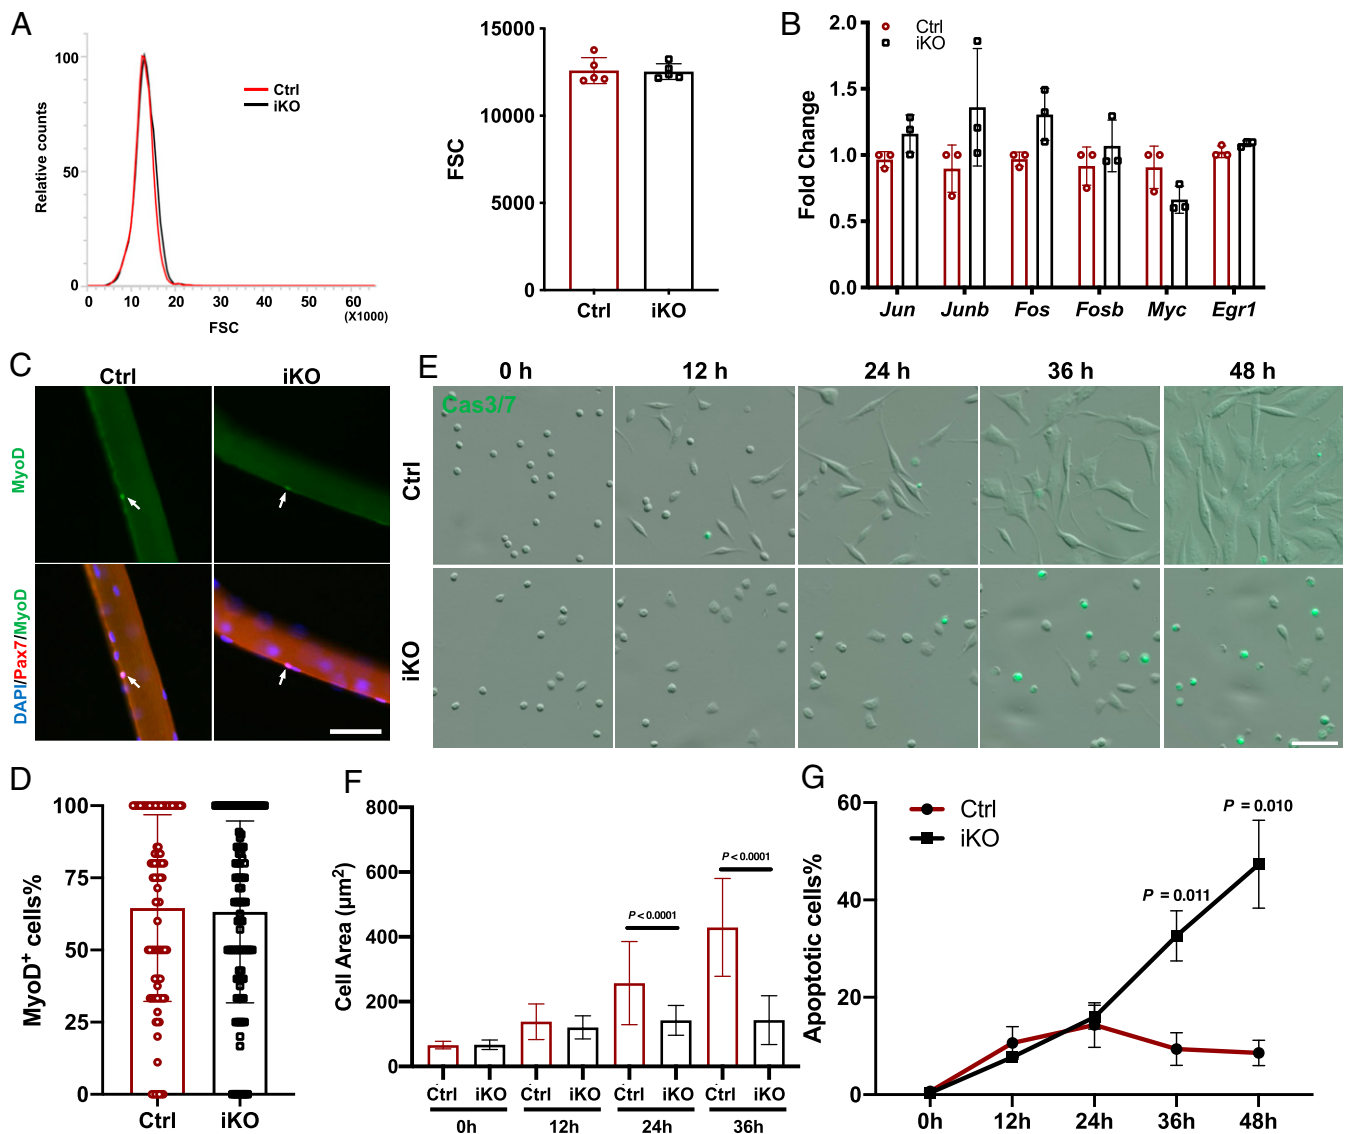 A
100
50
0
Relative counts
Ctrl
iKO
0 10 20 30 40 50 60
(X1000)
FSC
15000
10000
5000
0
FSC
Ctrl iKO
B
2.0
1.5
1.0
0.5
0.0
Fold Change
Ctrl
iKO
Jun Junb Fos Fosb Myc Egr1
C
Ctrl iKO
MyoD
DAPI/Pax7/MyoD
E
0 h 12 h 24 h 36 h 48 h
Cas3/7
Ctrl
iKO
D
100
75
50
25
0
MyoD+ cells%
Ctrl iKO
F
800
600
400
200
0
Cell Area (µm2)
P < 0.0001
P < 0.0001
Ctrl iKO Ctrl iKO Ctrl iKO Ctrl iKO
0h 12h 24h 36h
G
60
40
20
0
Apoptotic cells%
Ctrl
iKO
P = 0.010
P = 0.011
0h 12h 24h 36h 48h